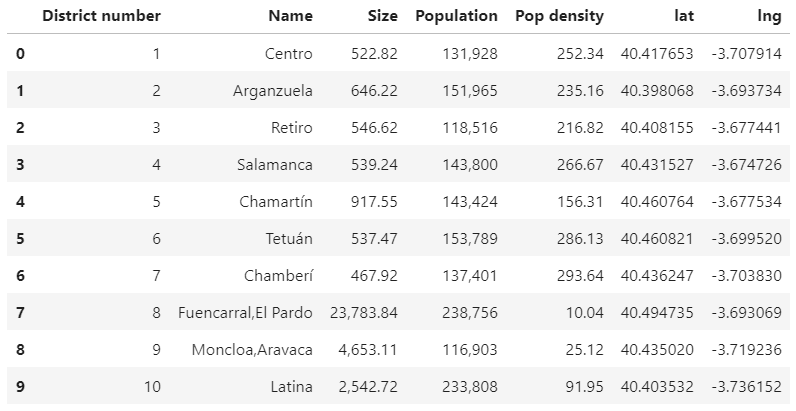 District number Name Size Population Pop density lat lng
0 1 Centro 522.82 131,928 252.34 40.417653 -3.707914
1 2 Arganzuela 646.22 151,965 235.16 40.398068 -3.693734
2 3 Retiro 546.62 118,516 216.82 40.408155 -3.677441
3 4 Salamanca 539.24 143,800 266.67 40.431527 -3.674726
4 5 Chamartín 917.55 143,424 156.31 40.460764 -3.677534
5 6 Tetuán 537.47 153,789 286.13 40.460821 -3.699520
6 7 Chamberí 467.92 137,401 293.64 40.436247 -3.703830
7 8 Fuencarral,El Pardo 23,783.84 238,756 10.04 40.494735 -3.693069
8 9 Moncloa,Aravaca 4,653.11 116,903 25.12 40.435020 -3.719236
9 10 Latina 2,542.72 233,808 91.95 40.403532 -3.736152